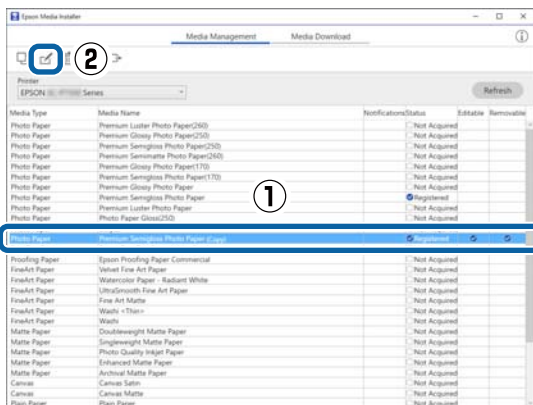 Epson Media Installer
Media Management Media Download
②
Printer
EPSON Series
Refresh
Media Type Media Name Notifications Status Editable Removable
Photo Paper Premium Luster Photo Paper(260) Not Acquired
Photo Paper Premium Glossy Photo Paper(250) Not Acquired
Photo Paper Premium Semigloss Photo Paper(250) Not Acquired
Photo Paper Premium Semimatte Photo Paper(260) Not Acquired
Photo Paper Premium Glossy Photo Paper(170) Not Acquired
Photo Paper Premium Semigloss Photo Paper(170) Not Acquired
Photo Paper Premium Glossy Photo Paper Not Acquired
Photo Paper Premium Semigloss Photo Paper Registered
Photo Paper Premium Luster Photo Paper Not Acquired
Photo Paper Photo Paper Gloss(250) Not Acquired
①
Photo Paper Premium Semigloss Photo Paper (Copy) Registered
Proofing Paper Epson Proofing Paper Commercial Not Acquired
FineArt Paper Velvet Fine Art Paper Not Acquired
FineArt Paper Watercolor Paper - Radiant White Not Acquired
FineArt Paper UltraSmooth Fine Art Paper Not Acquired
FineArt Paper Fine Art Matte Not Acquired
FineArt Paper Washi <Thin> Not Acquired
FineArt Paper Washi Not Acquired
Matte Paper Doubleweight Matte Paper Not Acquired
Matte Paper Singleweight Matte Paper Not Acquired
Matte Paper Photo Quality Inkjet Paper Not Acquired
Matte Paper Enhanced Matte Paper Not Acquired
Matte Paper Archival Matte Paper Not Acquired
Canvas Canvas Satin Not Acquired
Canvas Canvas Matte Not Acquired
Plain Paper Plain Paper Not Acquired